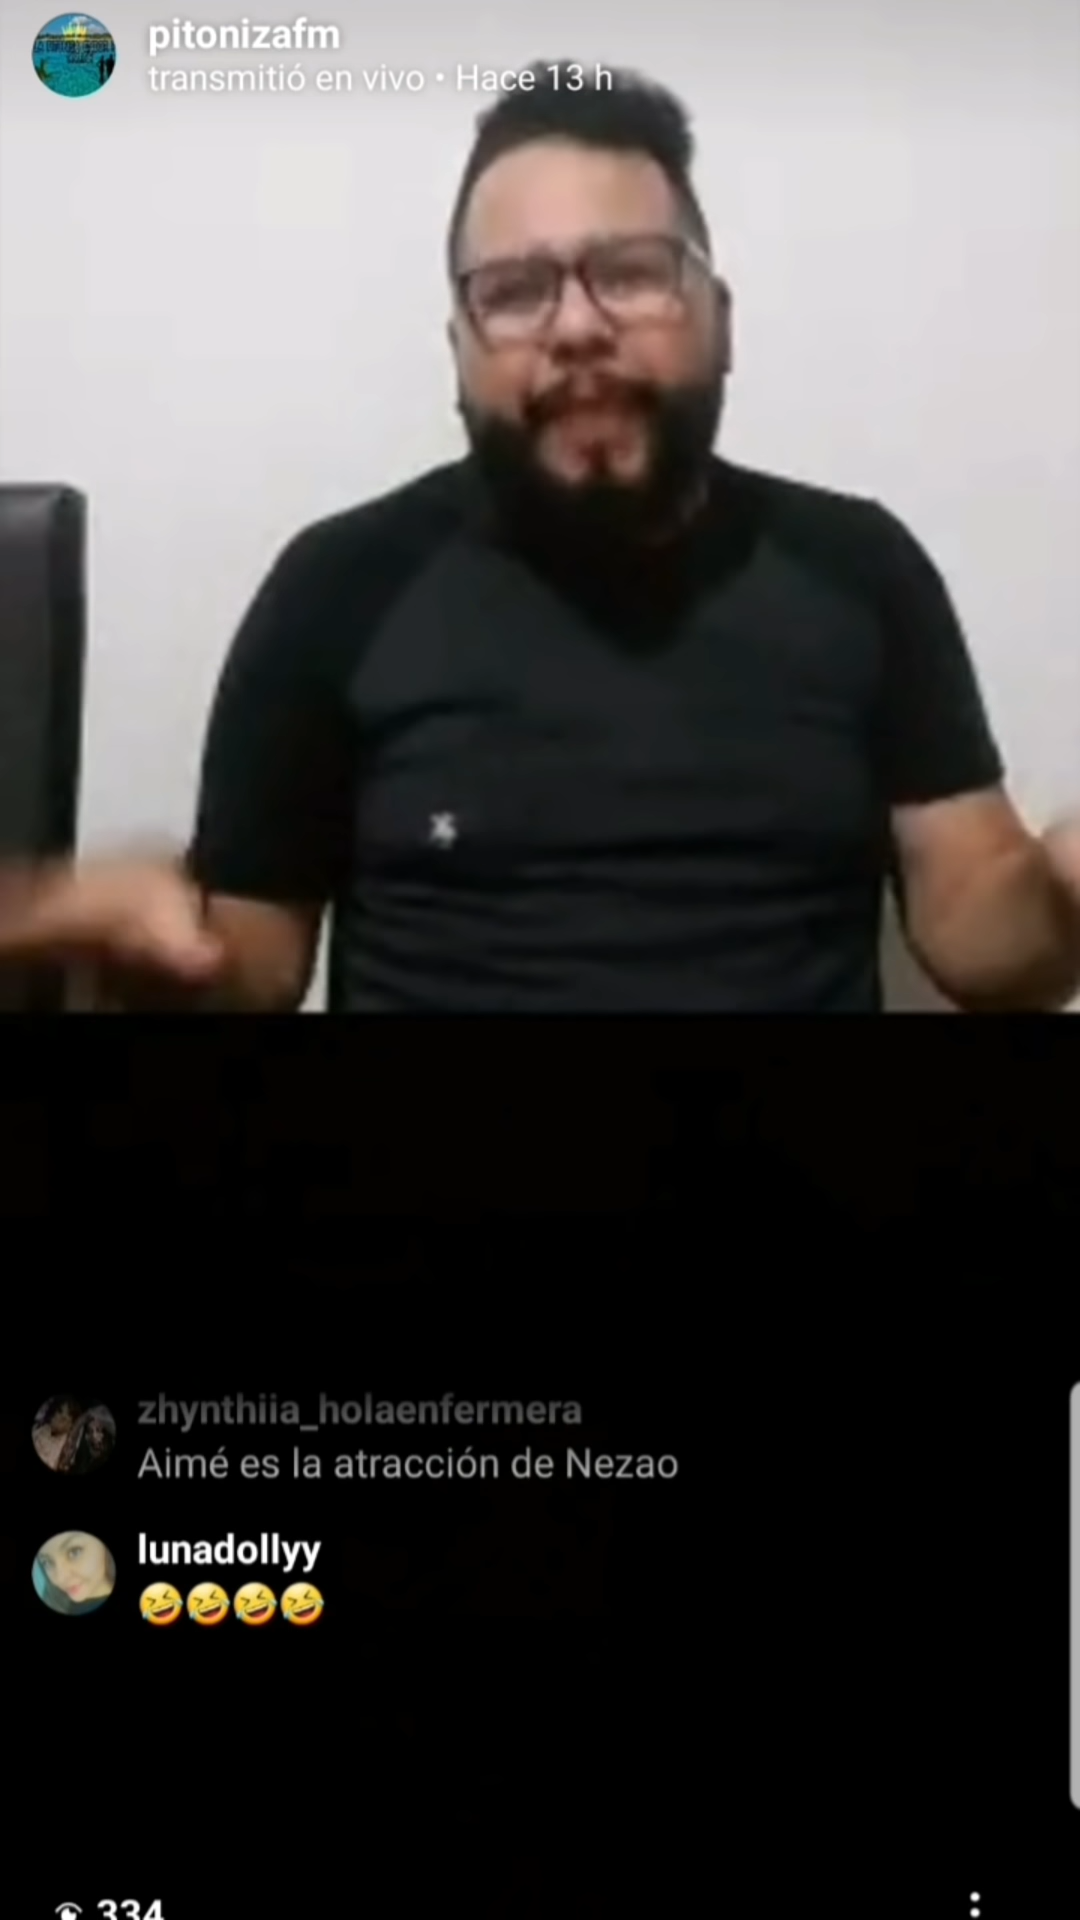 pitonizafm
transmitió en vivo • Hace 13 h
zhynthiia_holaenfermera
Aimé es la atracción de Nezao
lunadollyy
🤣🤣🤣🤣
334